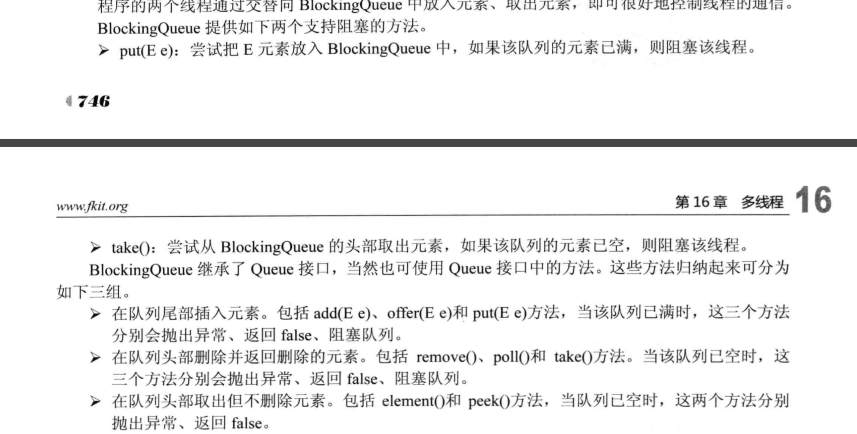 程序的两个线程通过交替向 BlockingQueue 中放入元素、取出元素，即可很好地控制线程的通信。
BlockingQueue 提供如下两个支持阻塞的方法。
➤ put(E e)：尝试把 E 元素放入 BlockingQueue 中，如果该队列的元素已满，则阻塞该线程。
746
www.fkit.org
第 16 章 多线程 16
➤ take()：尝试从 BlockingQueue 的头部取出元素，如果该队列的元素已空，则阻塞该线程。
BlockingQueue 继承了 Queue 接口，当然也可使用 Queue 接口中的方法。这些方法归纳起来可分为
如下三组。
➤ 在队列尾部插入元素。包括 add(E e)、offer(E e)和 put(E e)方法，当该队列已满时，这三个方法
分别会抛出异常、返回 false、阻塞队列。
➤ 在队列头部删除并返回删除的元素。包括 remove()、poll()和 take()方法。当该队列已空时，这
三个方法分别会抛出异常、返回 false、阻塞队列。
➤ 在队列头部取出但不删除元素。包括 element()和 peek()方法，当队列已空时，这两个方法分别
抛出异常、返回 false。